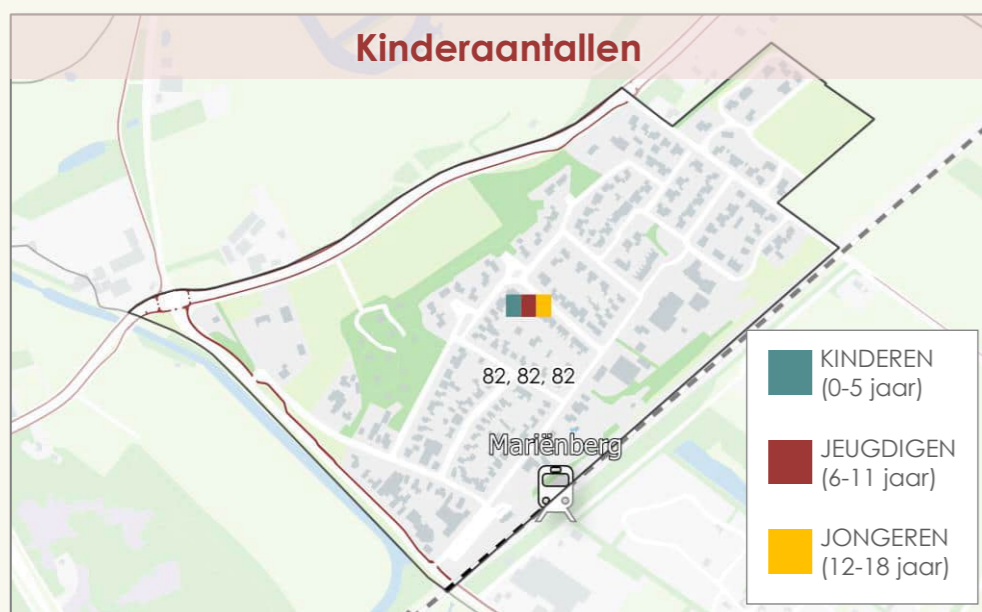 Kinderaantallen
82, 82, 82
Mariënberg
KINDEREN
(0-5 jaar)
JEUGDIGEN
(6-11 jaar)
JONGEREN
(12-18 jaar)